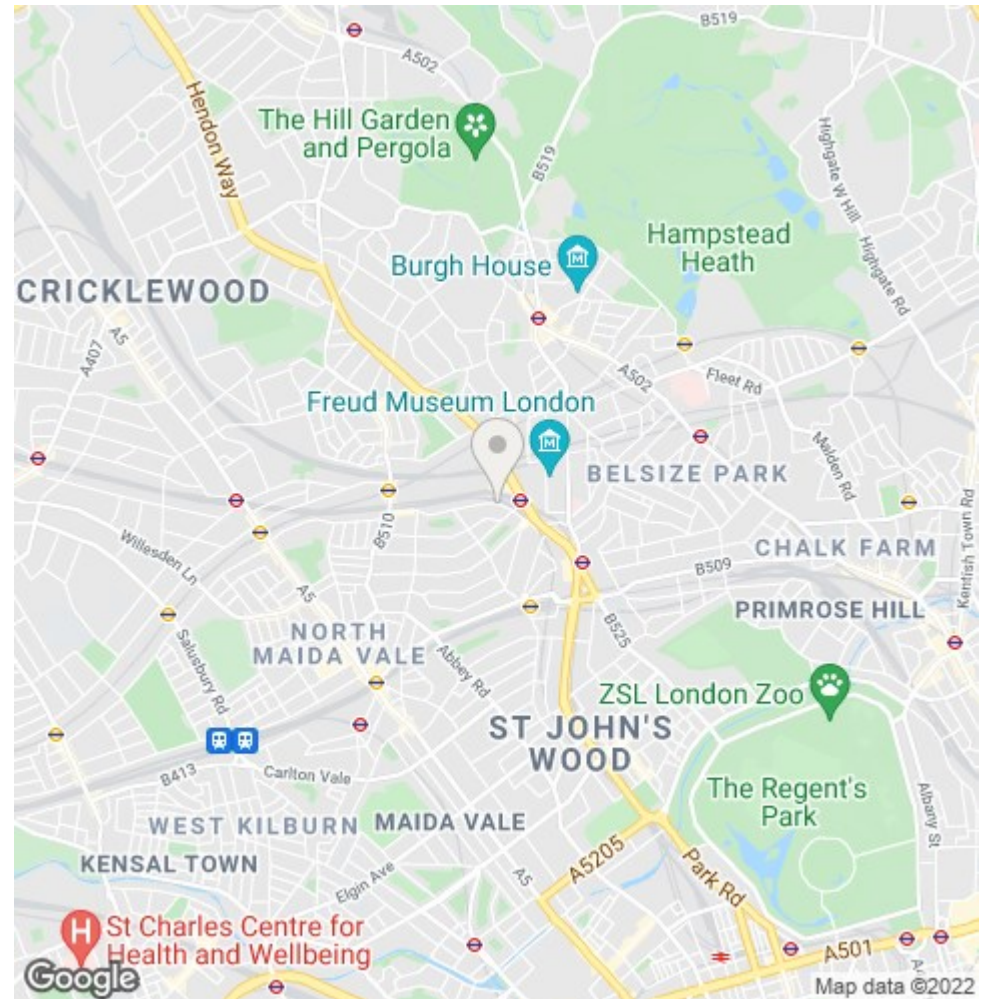 B519
A502
Hendon Way
The Hill Garden
and Pergola
B519
Highgate W Hill
Highgate Rd
Hampstead
Heath
Burgh House
CRICKLEWOOD
A5
A407
A502
Fleet Rd
Freud Museum London
Malden Rd
BELSIZE PARK
B510
Willesden Ln
CHALK FARM
B509
Kentish Town Rd
A5
PRIMROSE HILL
B525
NORTH
MAIDA VALE
Salusbury Rd
Abbey Rd
ZSL London Zoo
ST JOHN'S
WOOD
B413
Carlton Vale
The Regent's
Park
Albany St
WEST KILBURN
MAIDA VALE
KENSAL TOWN
Elgin Ave
A5
A5205
Park Rd
St Charles Centre for
Health and Wellbeing
A501
Google
Map data ©2022